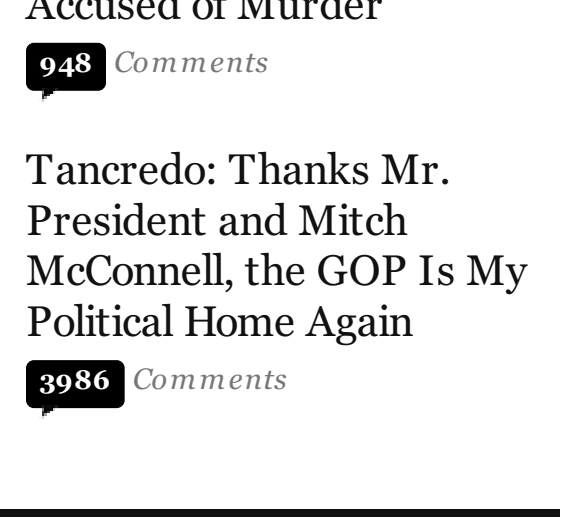 Accused of Murder
948 Comments
Tancredo: Thanks Mr.
President and Mitch
McConnell, the GOP Is My
Political Home Again
3986 Comments